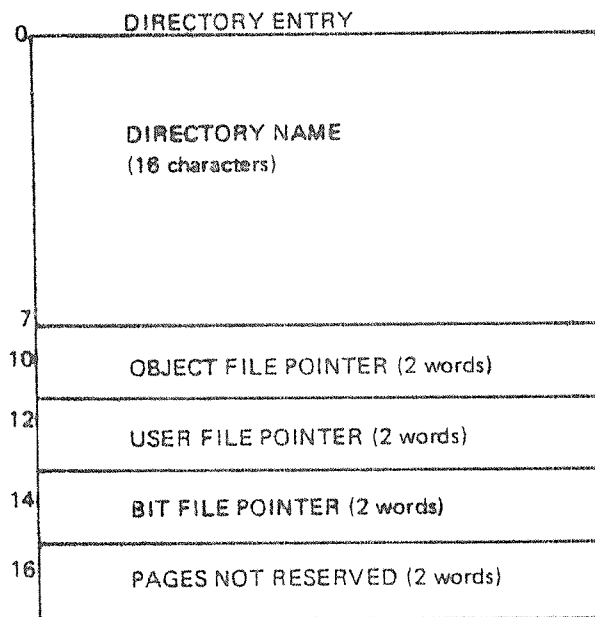 DIRECTORY ENTRY
0
DIRECTORY NAME
(16 characters)
7
10
OBJECT FILE POINTER (2 words)
12
USER FILE POINTER (2 words)
14
BIT FILE POINTER (2 words)
16
PAGES NOT RESERVED (2 words)